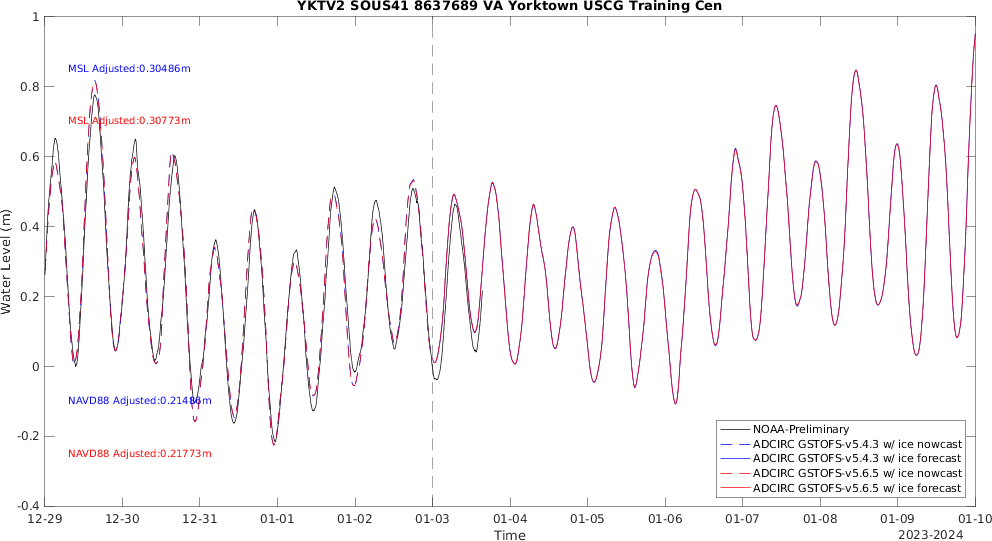 YKTV2 SOUS41 8637689 VA Yorktown USCG Training Cen
1
0.8
0.6
0.4
0.2
0
-0.2
-0.4
Water Level (m)
MSL Adjusted:0.30486m
MSL Adjusted:0.30773m
NAVD88 Adjusted:0.21486m
NAVD88 Adjusted:0.21773m
NOAA-Preliminary
ADCIRC GSTOFS-v5.4.3 w/ ice nowcast
ADCIRC GSTOFS-v5.4.3 w/ ice forecast
ADCIRC GSTOFS-v5.6.5 w/ ice nowcast
ADCIRC GSTOFS-v5.6.5 w/ ice forecast
12-29 12-30 12-31 01-01 01-02 01-03 01-04 01-05 01-06 01-07 01-08 01-09 01-10
Time
2023-2024